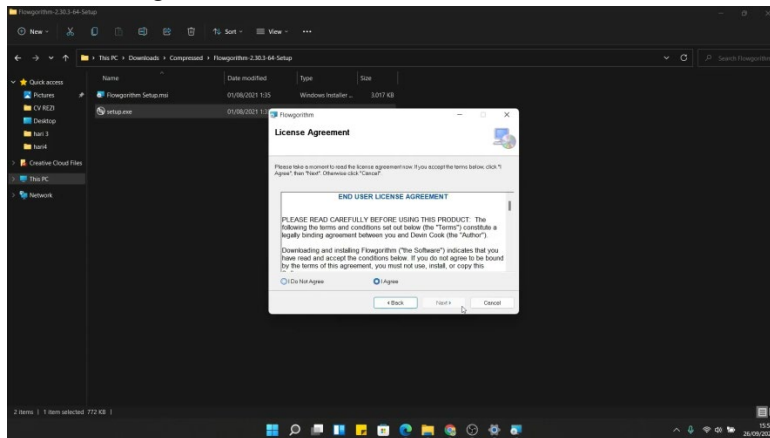 Flowgorithm-2.30.3-64-Setup
New
Sort
View
This PC
Downloads
Compressed
Flowgorithm-2.30.3-64-Setup
Search Flowgorithm
Name
Date modified
Type
Size
Quick access
Pictures
CV REZI
Desktop
hari 3
hari4
Creative Cloud Files
This PC
Network
Flowgorithm Setup.msi
01/08/2021 1:35
Windows Installer ...
3.017 KB
setup.exe
Flowgorithm
License Agreement
Please take a moment to read the license agreement now. If you accept the terms below, click "I
Agree", then "Next". Otherwise click "Cancel".
END USER LICENSE AGREEMENT
PLEASE READ CAREFULLY BEFORE USING THIS PRODUCT: The
following the terms and conditions set out below (the "Terms") constitute a
legally binding agreement between you and Devin Cook (the "Author").
Downloading and installing Flowgorithm ("the Software") indicates that you
have read and accept the conditions below. If you do not agree to be bound
by the terms of this agreement, you must not use, install, or copy this
I Do Not Agree
I Agree
< Back
Next >
Cancel
2 items
1 item selected
772 KB